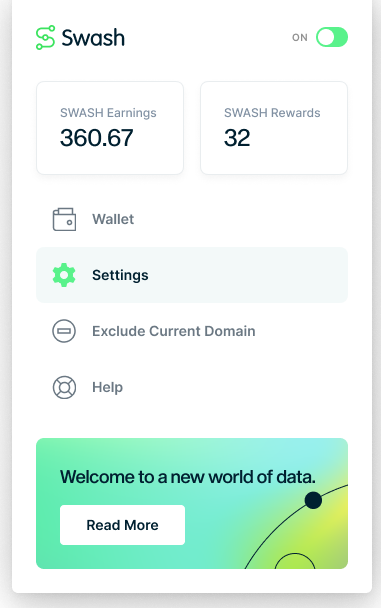 Swash
ON
SWASH Earnings
360.67
SWASH Rewards
32
Wallet
Settings
Exclude Current Domain
Help
Welcome to a new world of data.
Read More